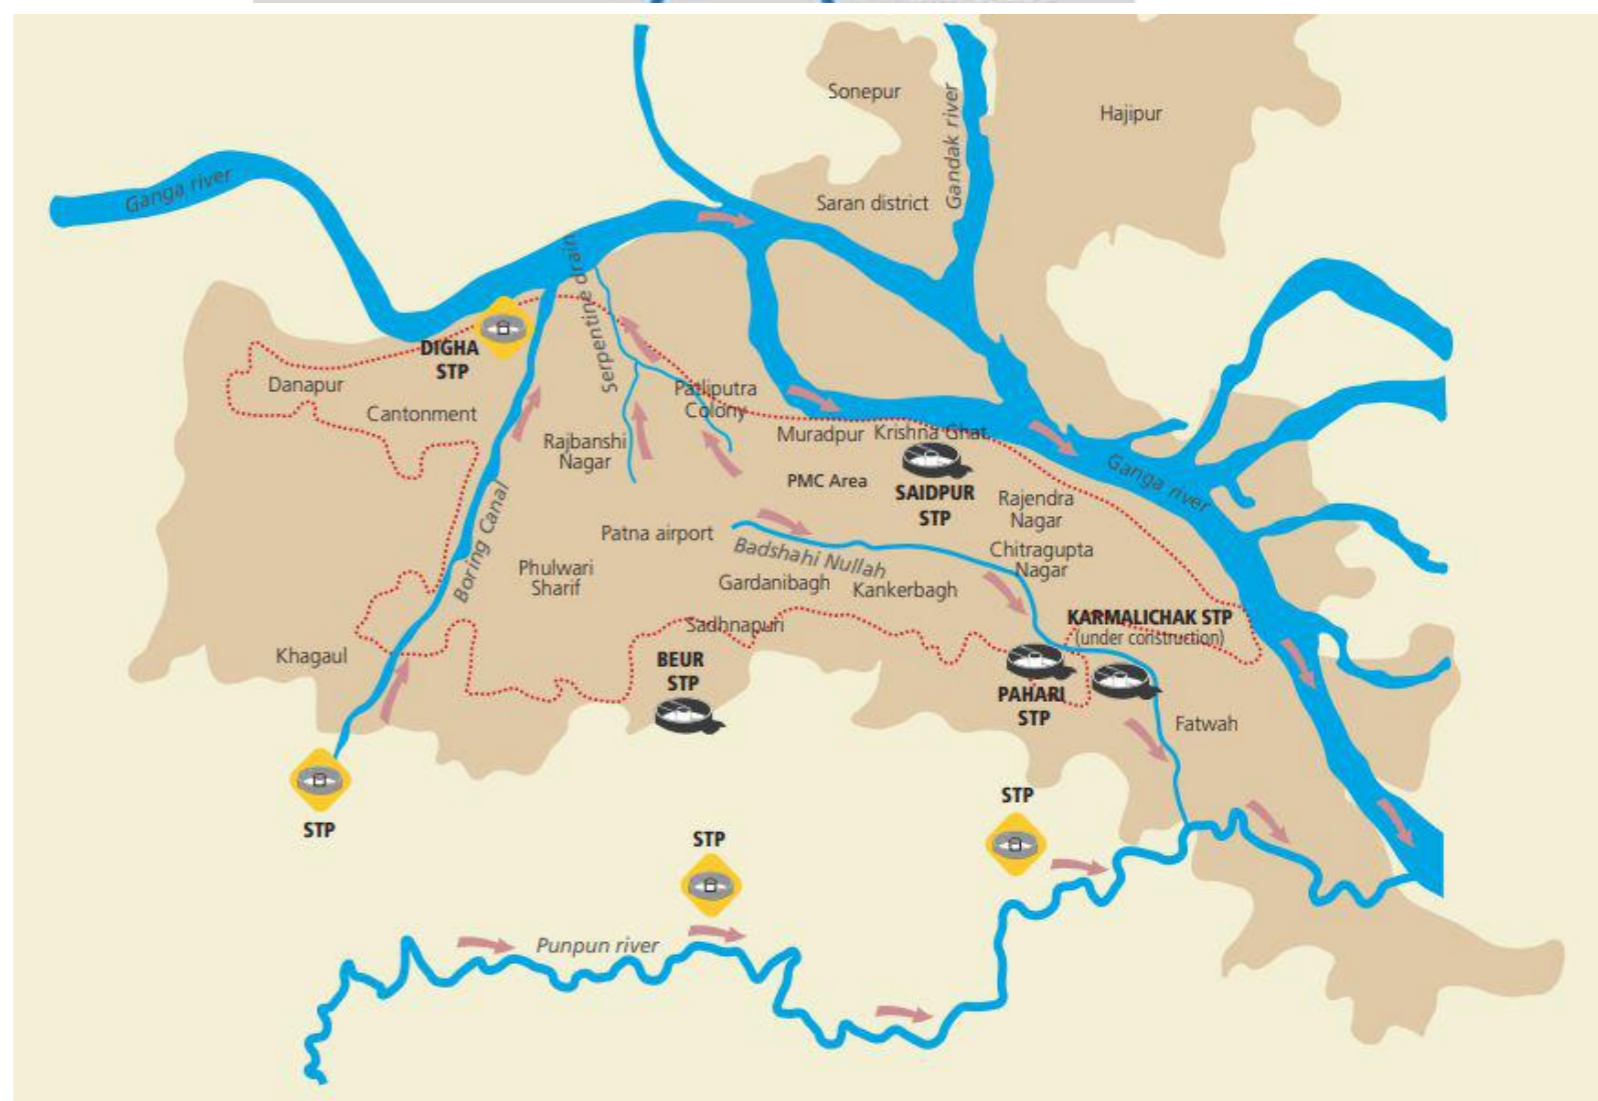 Sonepur
Gandak river
Hajipur
Ganga river
Saran district
Serpentine drain
DIGHA
STP
Danapur
Cantonment
Patliputra
Colony
Rajbanshi
Nagar
Muradpur
Krishna Ghat
PMC Area
SAIDPUR
STP
Ganga river
Rajendra
Nagar
Boring Canal
Patna airport
Badshahi Nullah
Chitragupta
Nagar
Phulwari
Sharif
Gardanibagh
Kankerbagh
Sadhnapuri
KARMALICHAK STP
(under construction)
Khagaul
BEUR
STP
PAHARI
STP
Fatwah
STP
STP
STP
Punpun river